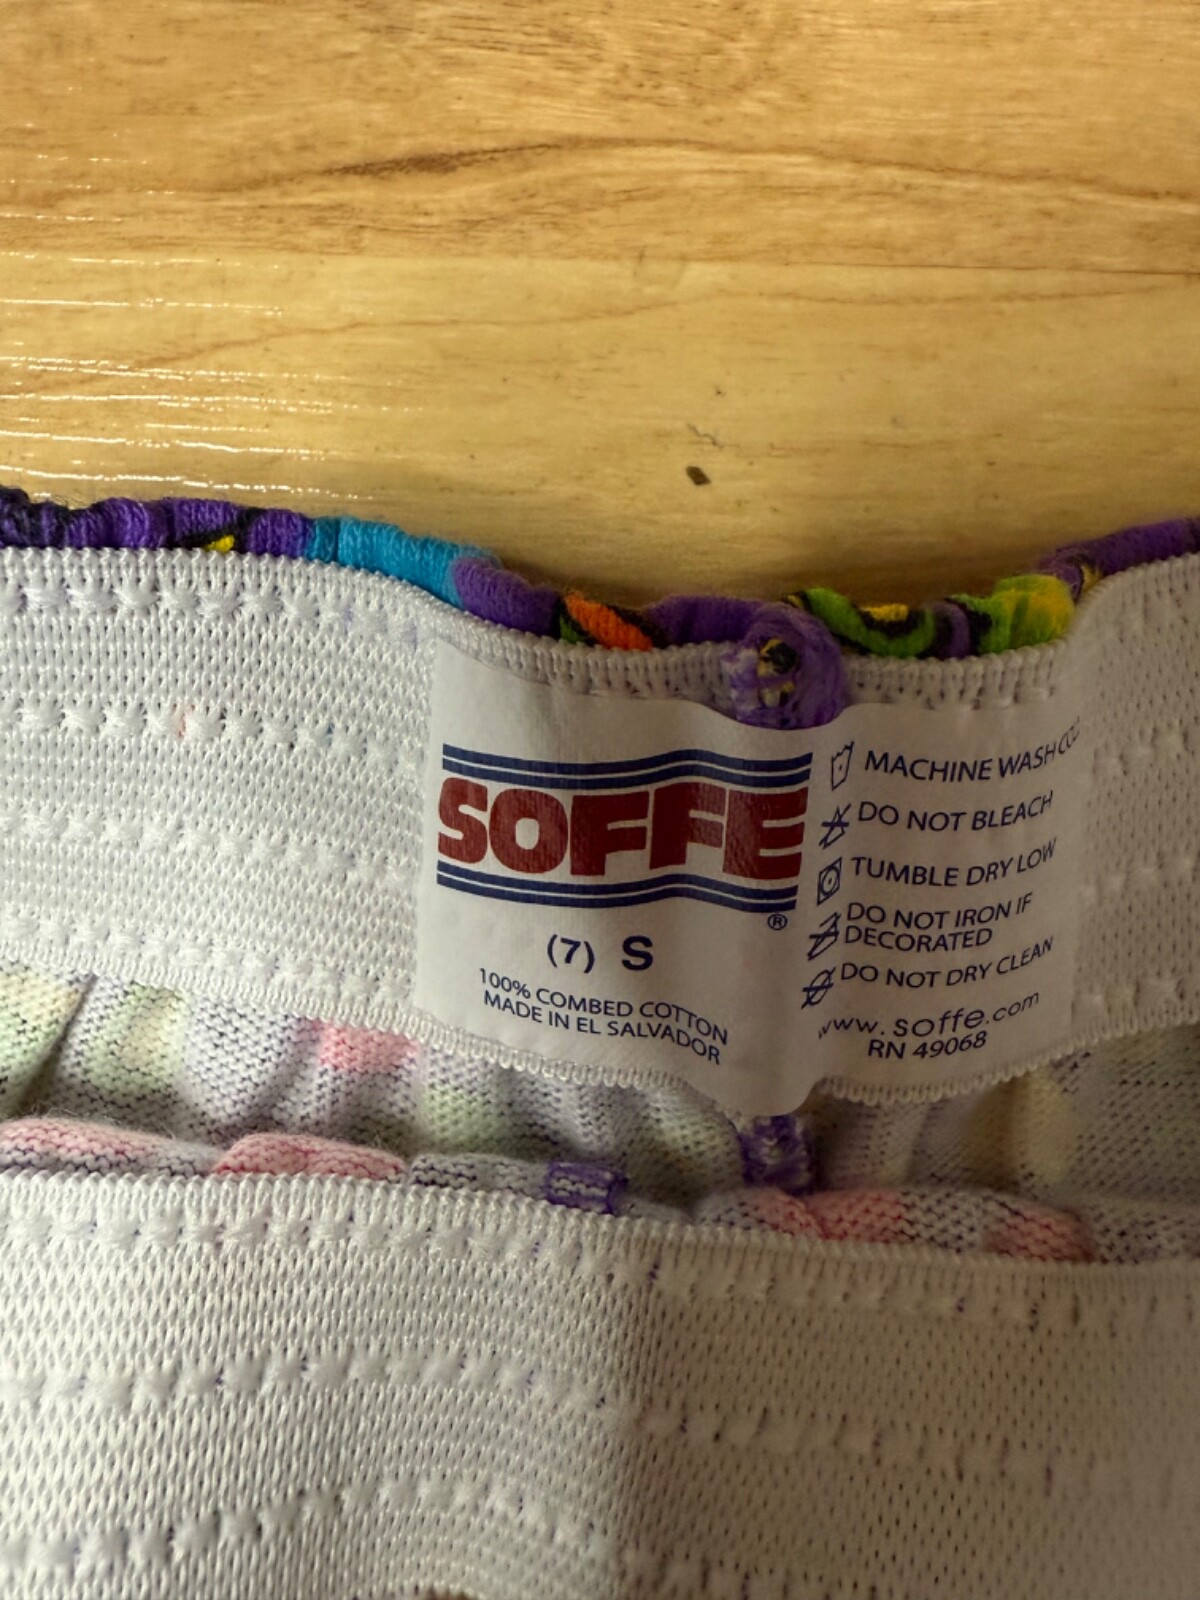 SOFFE
®
(7) S
100% COMBED COTTON
MADE IN EL SALVADOR
MACHINE WASH
DO NOT BLEACH
TUMBLE DRY LOW
DO NOT IRON IF
DECORATED
DO NOT DRY CLEAN
www.soffe.com
RN 49068